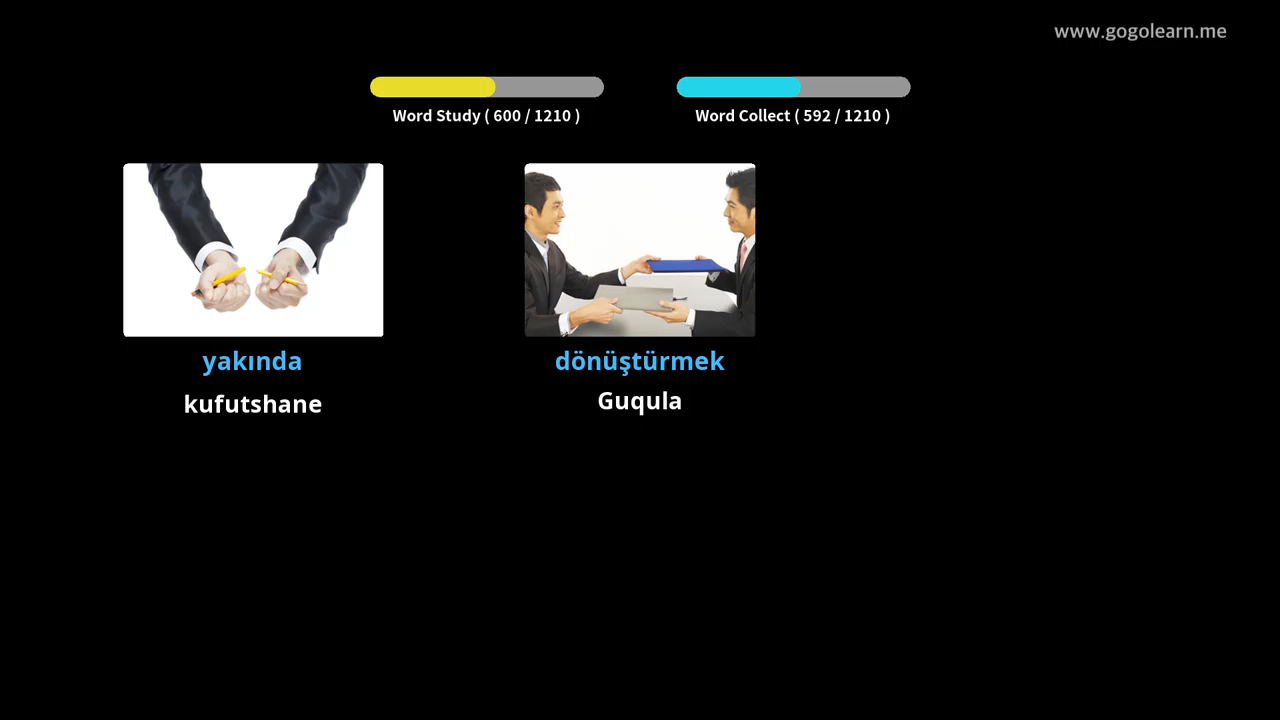 www.gogolearn.me
Word Study ( 600 / 1210 )
Word Collect ( 592 / 1210 )
yakında
kufutshane
dönüştürmek
Guqula